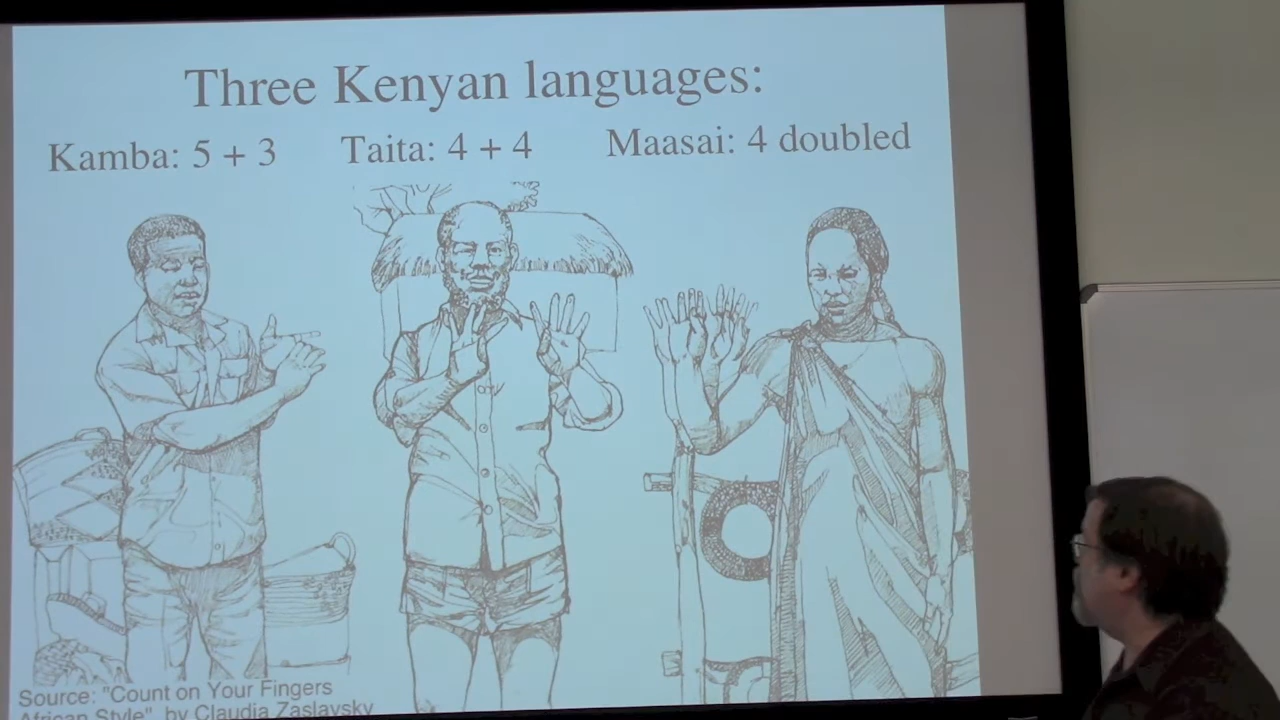 Three Kenyan languages:
Kamba: 5 + 3 Taita: 4 + 4 Maasai: 4 doubled
Source: "Count on Your Fingers
African Style", by Claudia Zaslavsky